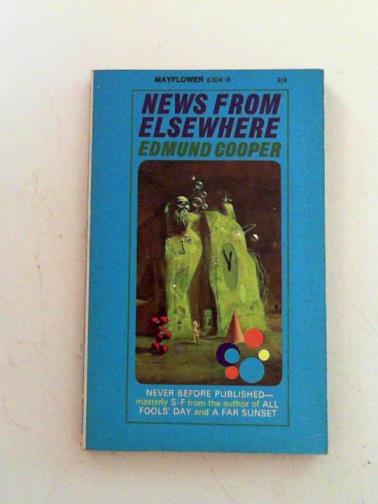 MAYFLOWER 6304-8 3/6
NEWS FROM
ELSEWHERE
EDMUND COOPER
NEVER BEFORE PUBLISHED—
masterly S-F from the author of ALL
FOOLS' DAY and A FAR SUNSET